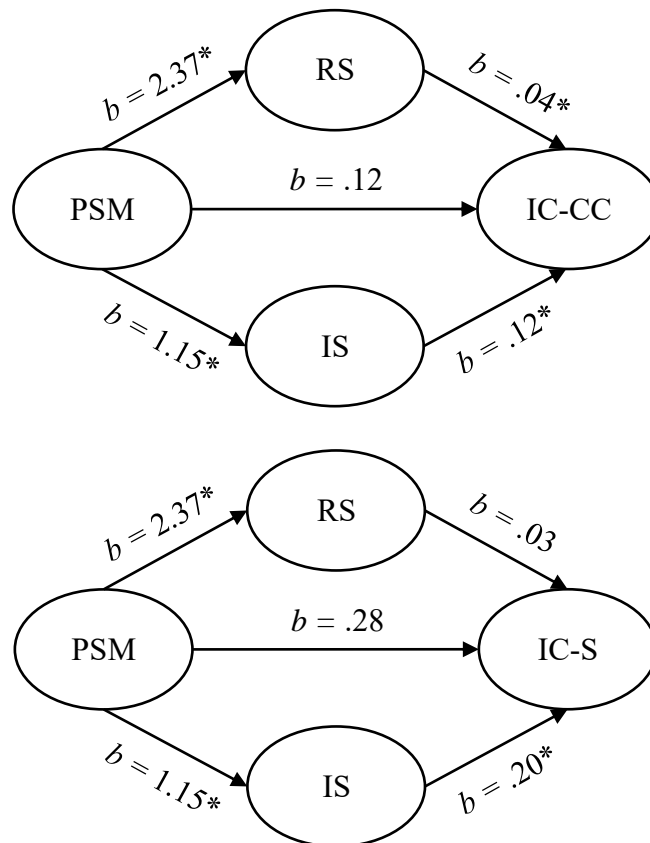 RS
b = 2.37*
b = .04*
PSM
b = .12
IC-CC
b = 1.15*
IS
b = .12*
RS
b = 2.37*
b = .03
PSM
b = .28
IC-S
b = 1.15*
IS
b = .20*